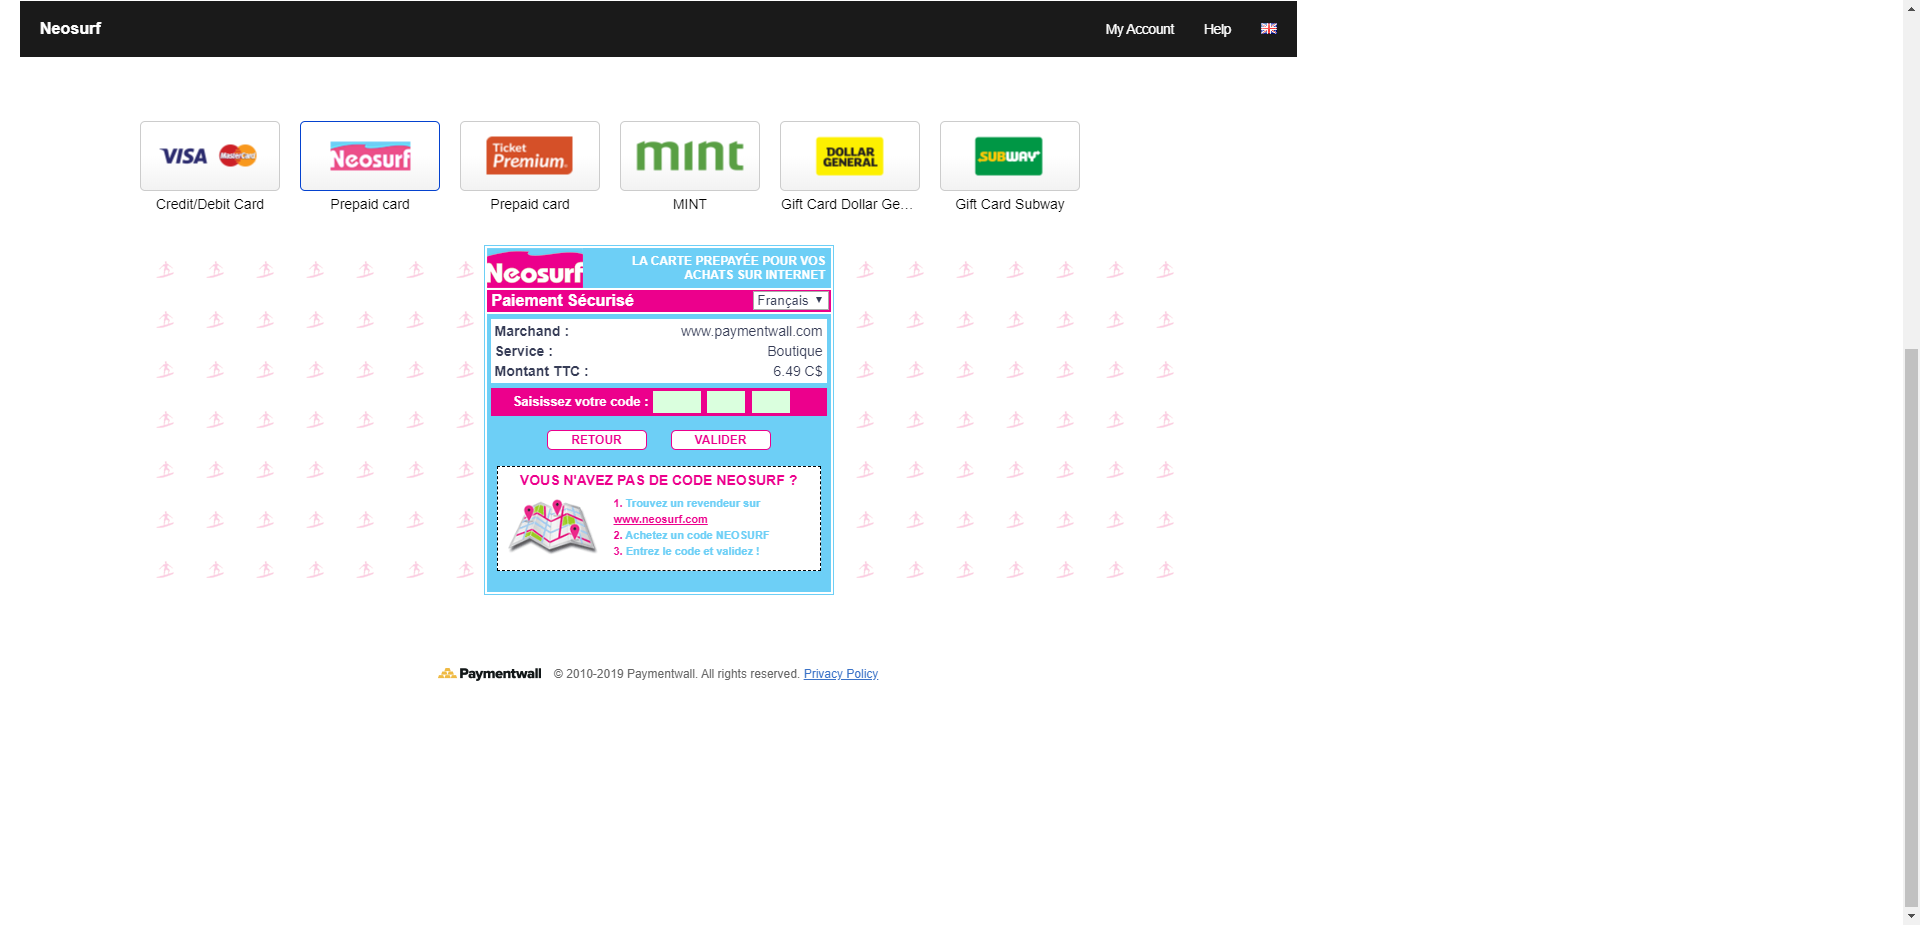 Neosurf
My Account Help
VISA MasterCard
Neosurf
Ticket Premium.
mint
DOLLAR GENERAL
SUBWAY
Credit/Debit Card
Prepaid card
Prepaid card
MINT
Gift Card Dollar Ge...
Gift Card Subway
Neosurf
LA CARTE PREPAYÉE POUR VOS
ACHATS SUR INTERNET
Paiement Sécurisé
Français
Marchand : www.paymentwall.com
Service : Boutique
Montant TTC : 6.49 C$
Saisissez votre code :
RETOUR VALIDER
VOUS N'AVEZ PAS DE CODE NEOSURF ?
1. Trouvez un revendeur sur
www.neosurf.com
2. Achetez un code NEOSURF
3. Entrez le code et validez !
Paymentwall © 2010-2019 Paymentwall. All rights reserved. Privacy Policy